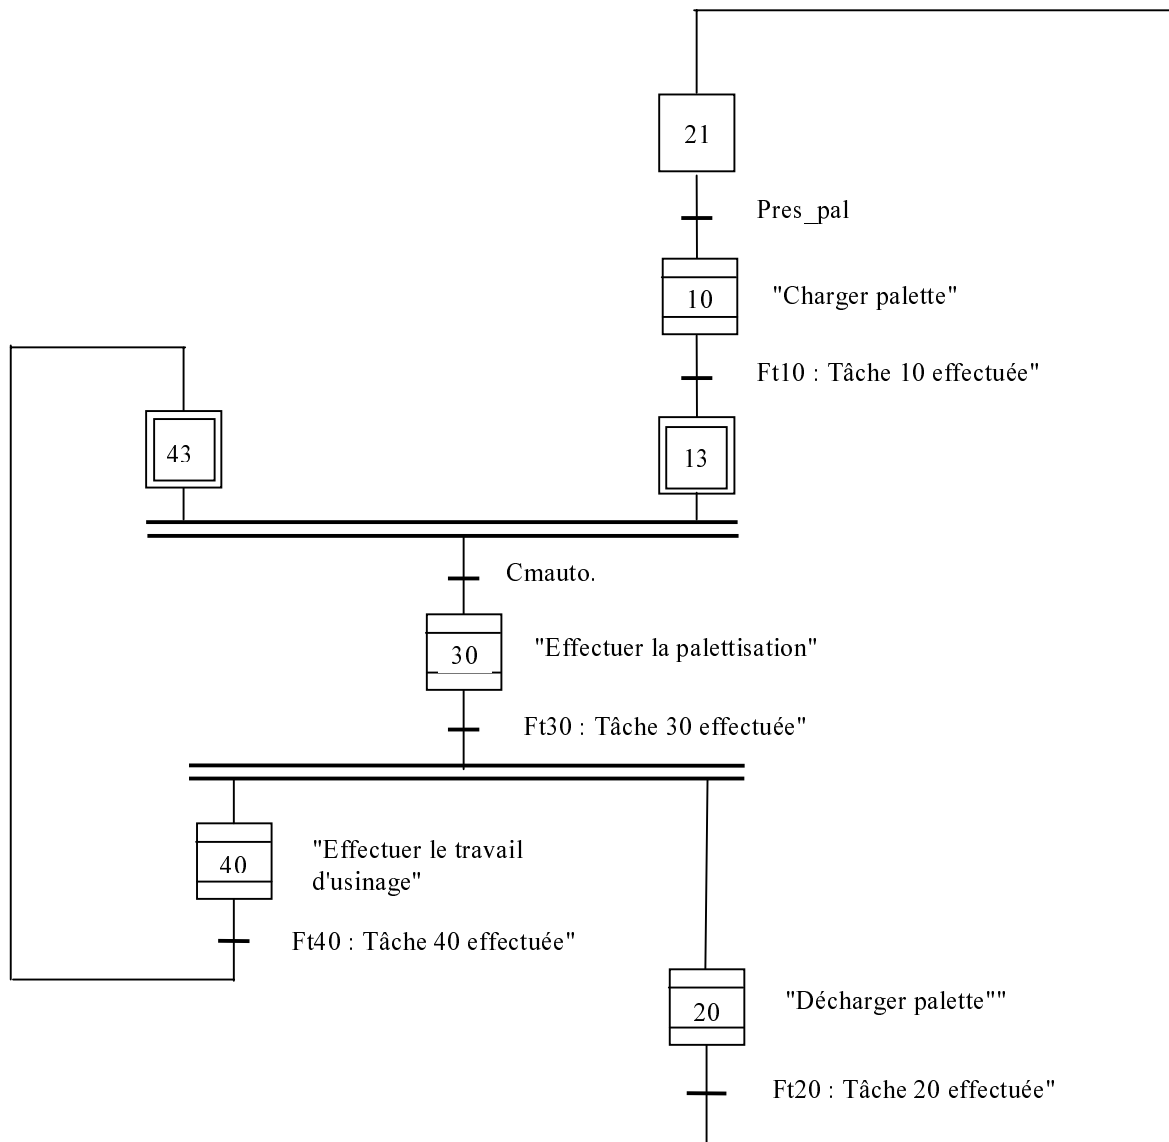 21
Pres_pal
10
"Charger palette"
Ft10 : Tâche 10 effectuée"
43
13
Cmauto.
30
"Effectuer la palettisation"
Ft30 : Tâche 30 effectuée"
40
"Effectuer le travail
d'usinage"
Ft40 : Tâche 40 effectuée"
20
"Décharger palette""
Ft20 : Tâche 20 effectuée"